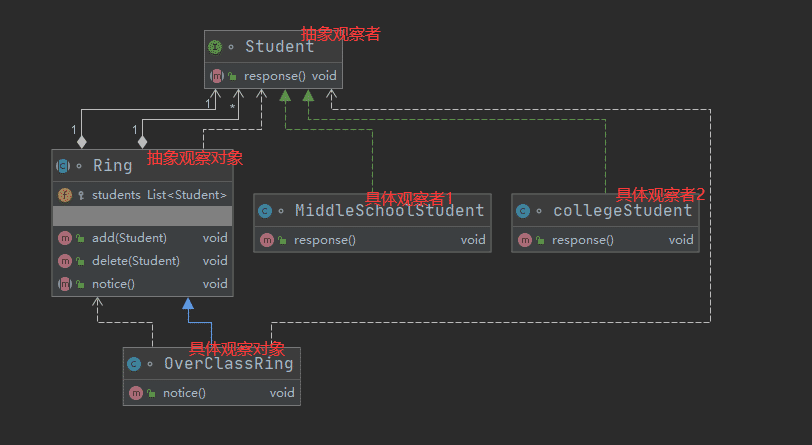 抽象观察者
Student
response() void
1
*
1
1
抽象观察对象
Ring
students List<Student>
add(Student) void
delete(Student) void
notice() void
具体观察者1
MiddleSchoolStudent
response() void
具体观察者2
collegeStudent
response() void
具体观察对象
OverClassRing
notice() void